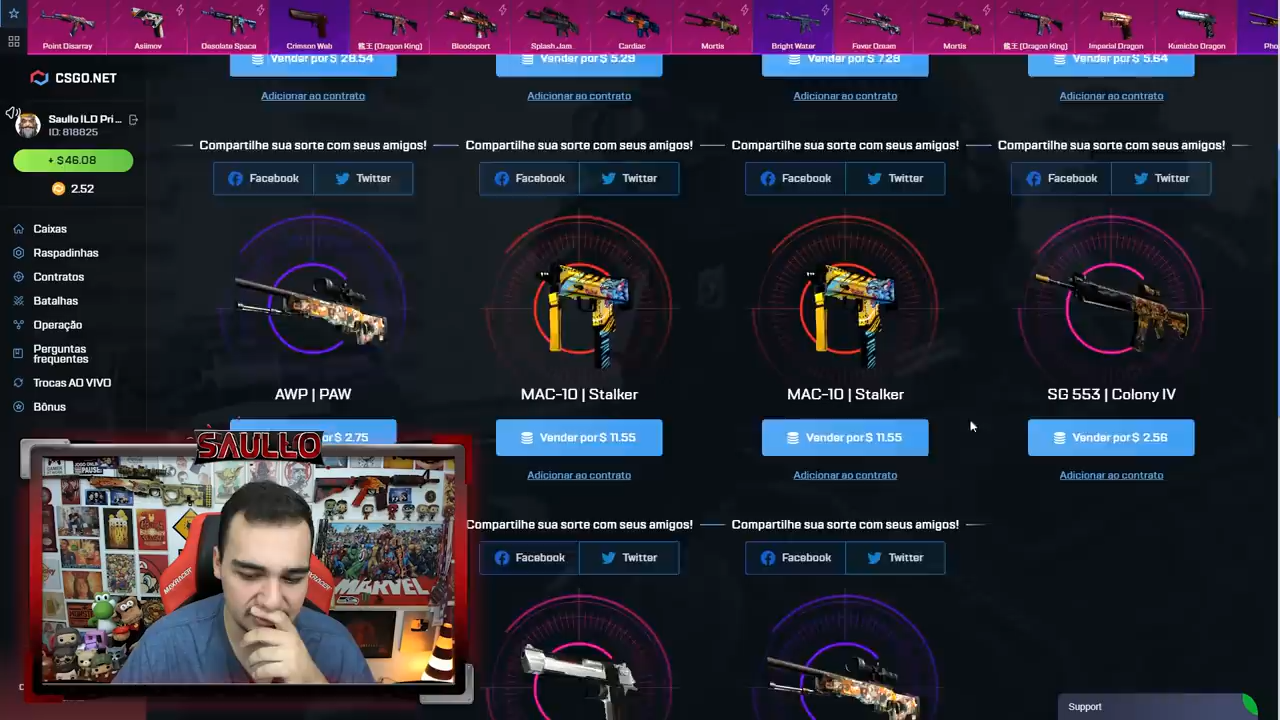 Point Disarray
Asiimov
Desolate Space
Crimson Web
龍王 (Dragon King)
Bloodsport
Splash Jam
Cardiac
Mortis
Bright Water
Fever Dream
Mortis
龍王 (Dragon King)
Imperial Dragon
Kumicho Dragon
CSGO.NET
Saullo ILD Pri ...
ID: 818825
+ $46.08
2.52
Caixas
Raspadinhas
Contratos
Batalhas
Operação
Perguntas
frequentes
Trocas AO VIVO
Bônus
Vender por $ 28.54
Vender por $ 5.29
Vender por $ 7.28
Vender por $ 5.64
Adicionar ao contrato
Adicionar ao contrato
Adicionar ao contrato
Adicionar ao contrato
Compartilhe sua sorte com seus amigos!
Compartilhe sua sorte com seus amigos!
Compartilhe sua sorte com seus amigos!
Compartilhe sua sorte com seus amigos!
Facebook
Twitter
Facebook
Twitter
Facebook
Twitter
Facebook
Twitter
AWP | PAW
MAC-10 | Stalker
MAC-10 | Stalker
SG 553 | Colony IV
$ 2.75
Vender por $ 11.55
Vender por $ 11.55
Vender por $ 2.56
Adicionar ao contrato
Adicionar ao contrato
Adicionar ao contrato
Compartilhe sua sorte com seus amigos!
Compartilhe sua sorte com seus amigos!
Facebook
Twitter
Facebook
Twitter
SAULLO
MARVEL
Support